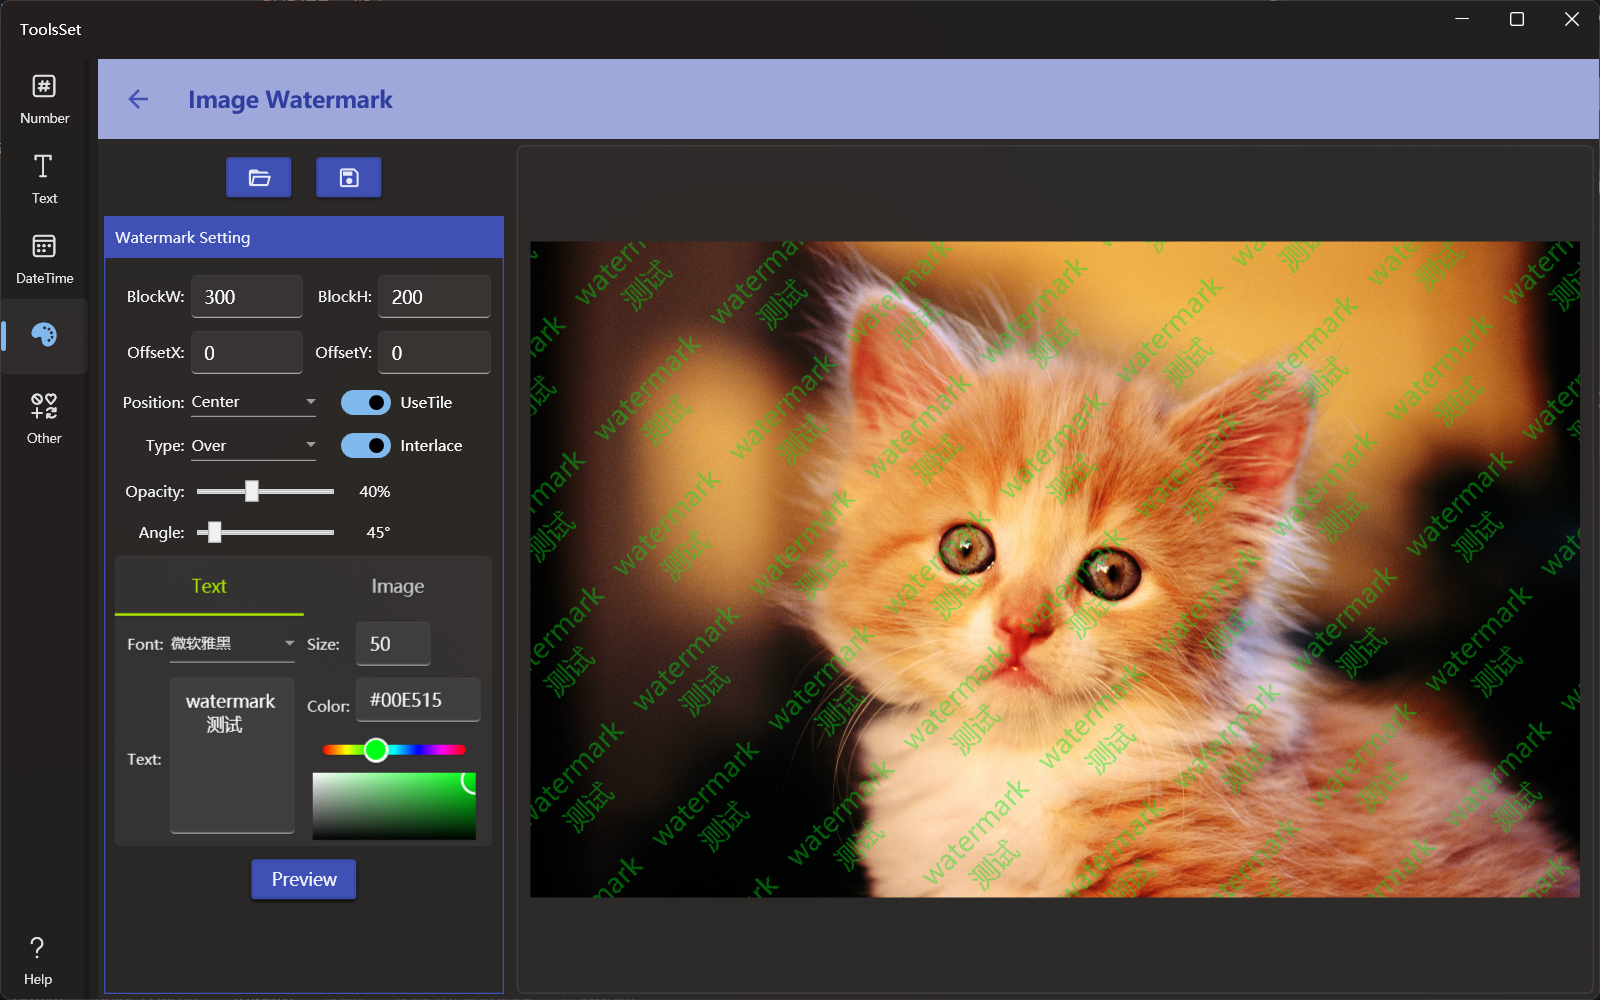 ToolsSet
Number
Text
DateTime
Other
Help
Image Watermark
Watermark Setting
BlockW: 300 BlockH: 200
OffsetX: 0 OffsetY: 0
Position: Center UseTile
Type: Over Interlace
Opacity: 40%
Angle: 45°
Text Image
Font: 微软雅黑 Size: 50
Text: watermark
测试
Color: #00E515
Preview
watermark
测试